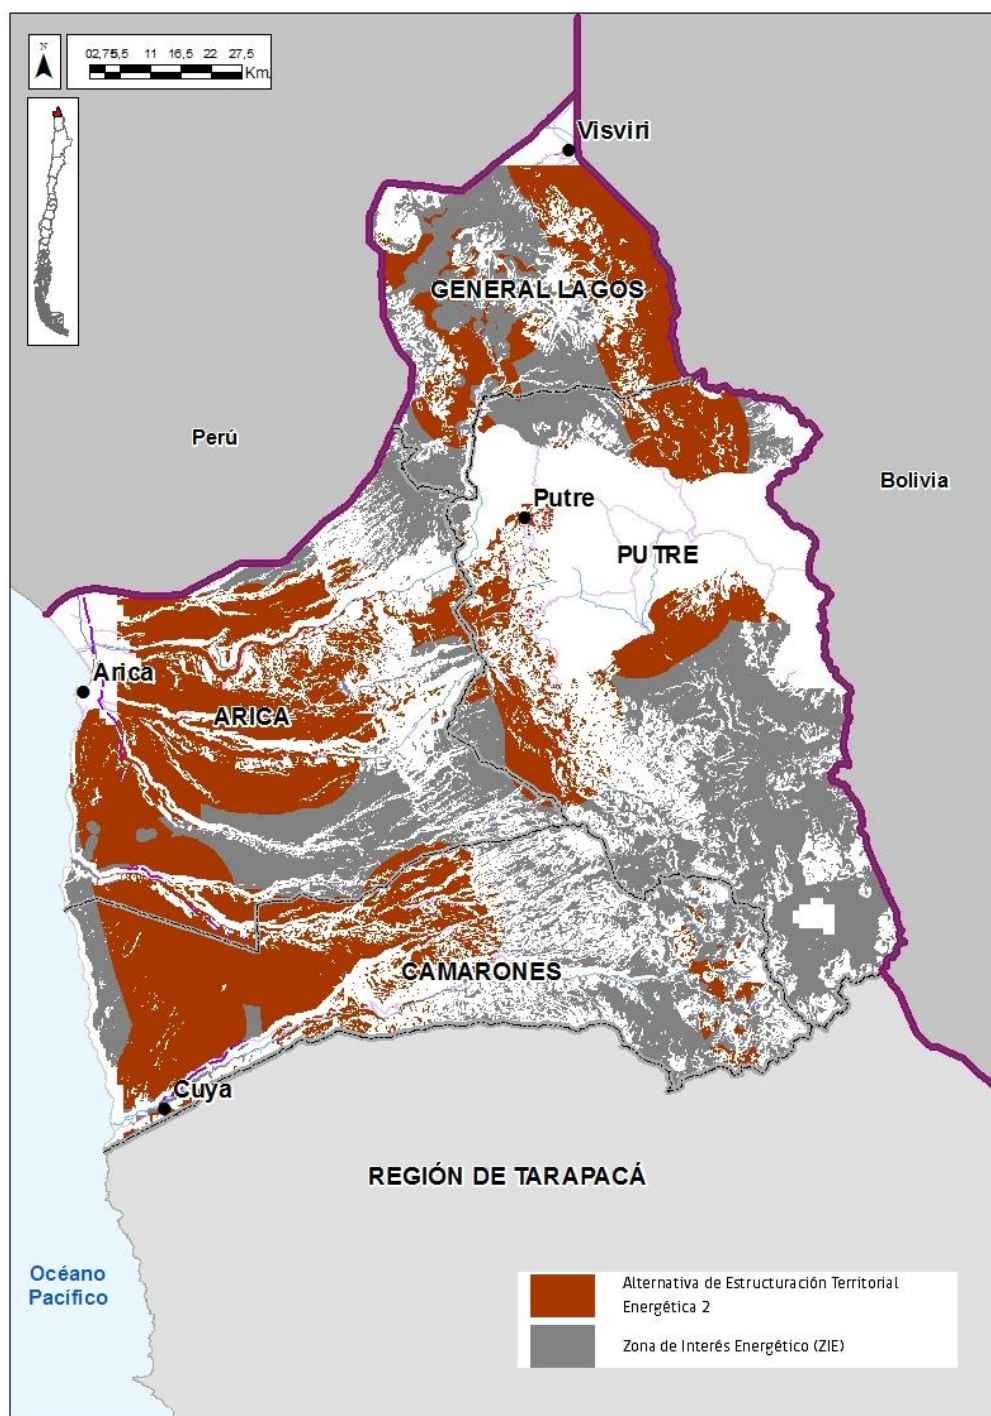 N
02,755,5 11 16,5 22 27,5
Km.
Visviri
GENERAL LAGOS
Perú
Bolivia
Putre
PUTRE
Arica
ARICA
CAMARONES
Cuya
REGIÓN DE TARAPACÁ
Océano
Pacífico
Alternativa de Estructuración Territorial
Energética 2
Zona de Interés Energético (ZIE)